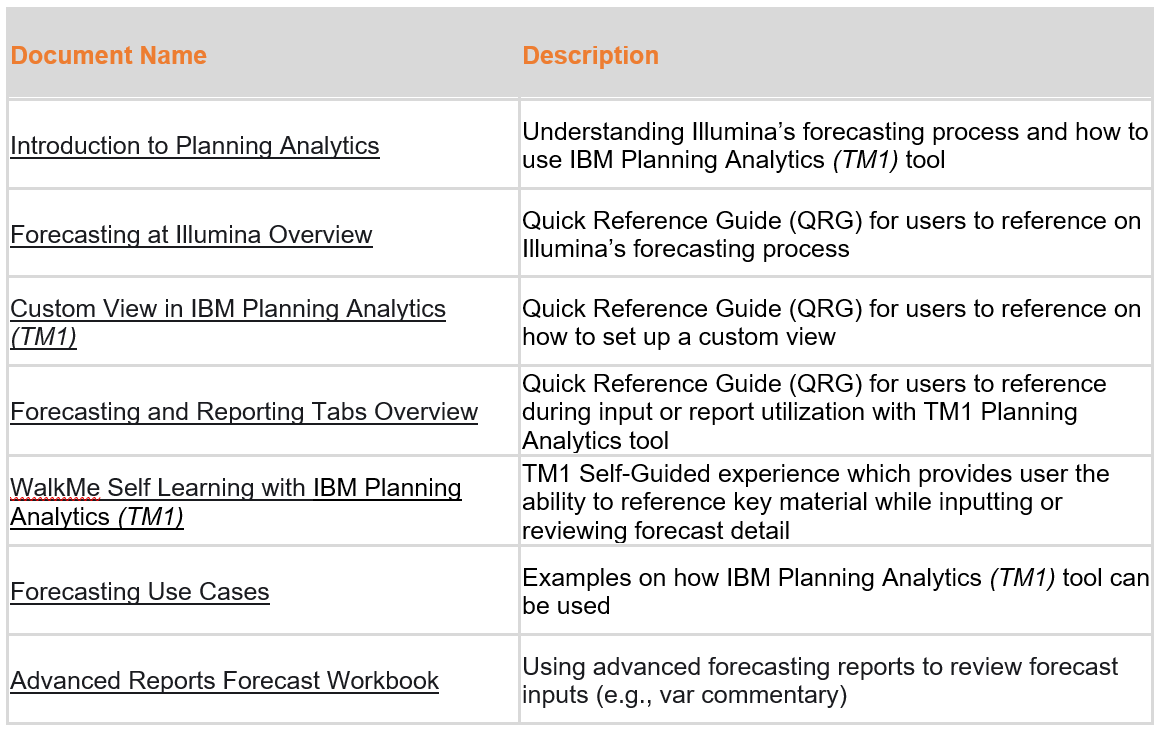 Document Name
Description
Introduction to Planning Analytics
Understanding Illumina’s forecasting process and how to
use IBM Planning Analytics (TM1) tool
Forecasting at Illumina Overview
Quick Reference Guide (QRG) for users to reference on
Illumina’s forecasting process
Custom View in IBM Planning Analytics
(TM1)
Quick Reference Guide (QRG) for users to reference on
how to set up a custom view
Forecasting and Reporting Tabs Overview
Quick Reference Guide (QRG) for users to reference
during input or report utilization with TM1 Planning
Analytics tool
WalkMe Self Learning with IBM Planning
Analytics (TM1)
TM1 Self-Guided experience which provides user the
ability to reference key material while inputting or
reviewing forecast detail
Forecasting Use Cases
Examples on how IBM Planning Analytics (TM1) tool can
be used
Advanced Reports Forecast Workbook
Using advanced forecasting reports to review forecast
inputs (e.g., var commentary)